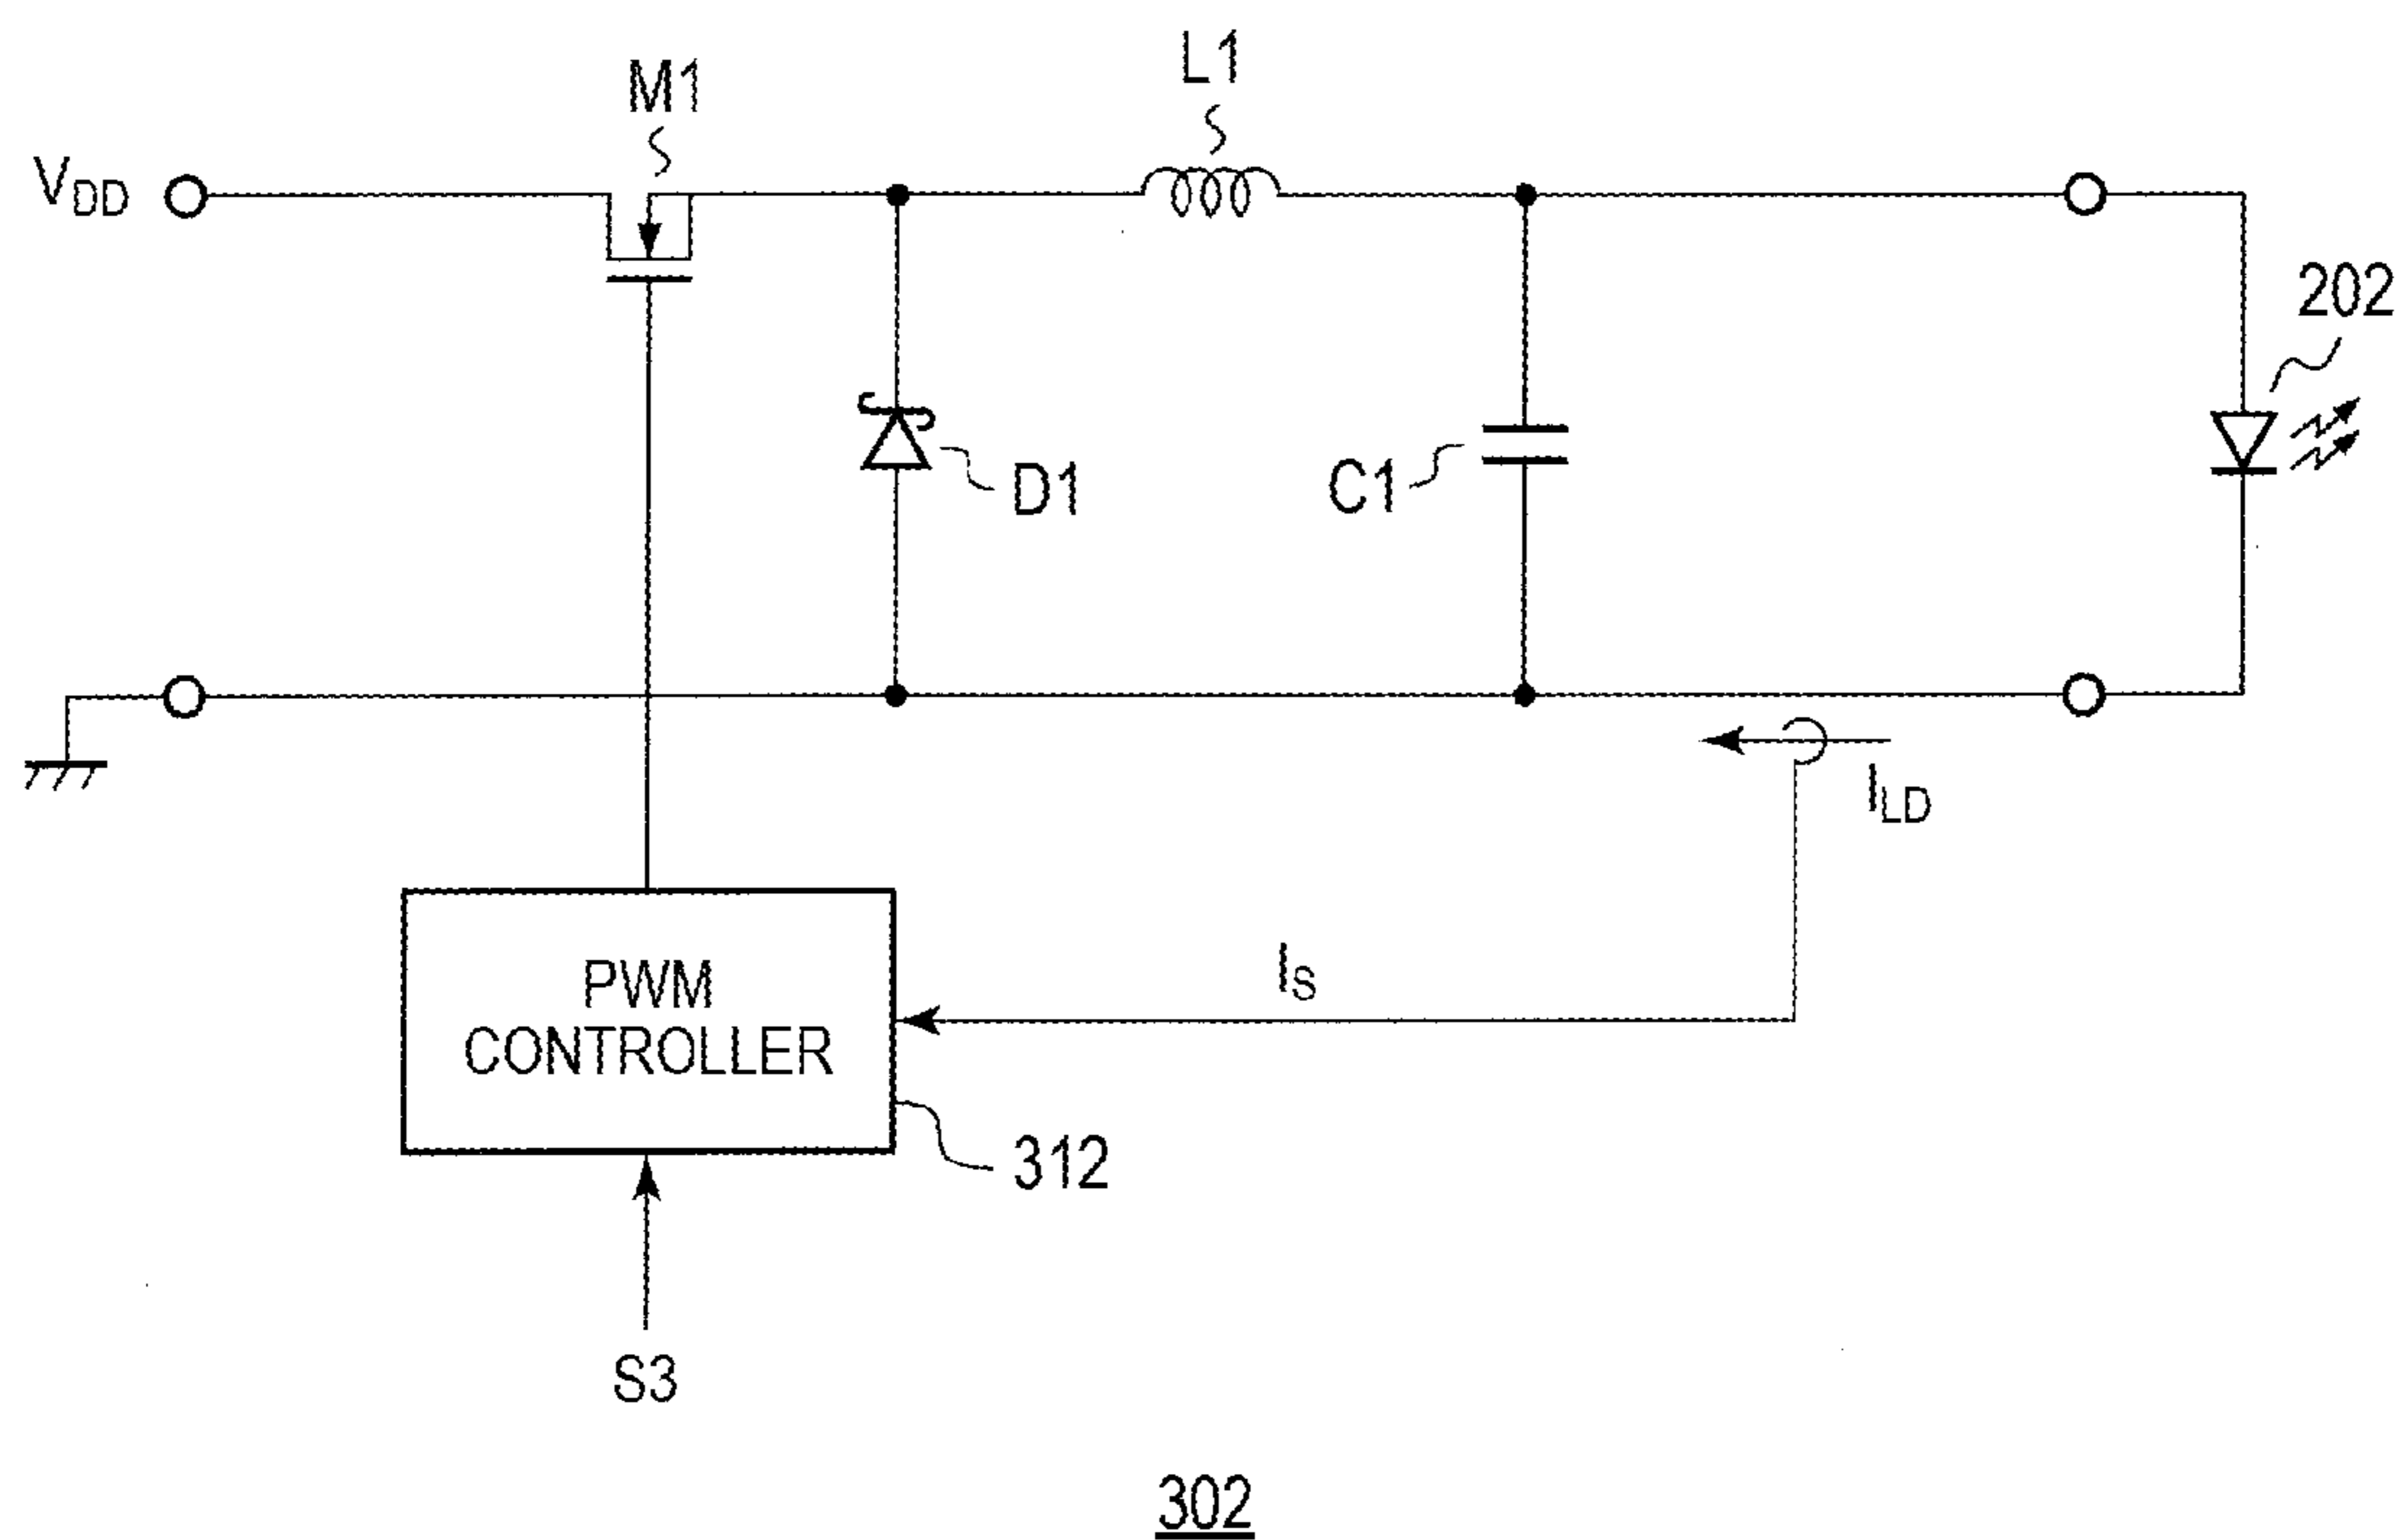 L1
M1
VDD
202
D1
C1
ILD
IS
PWM
CONTROLLER
312
S3
302